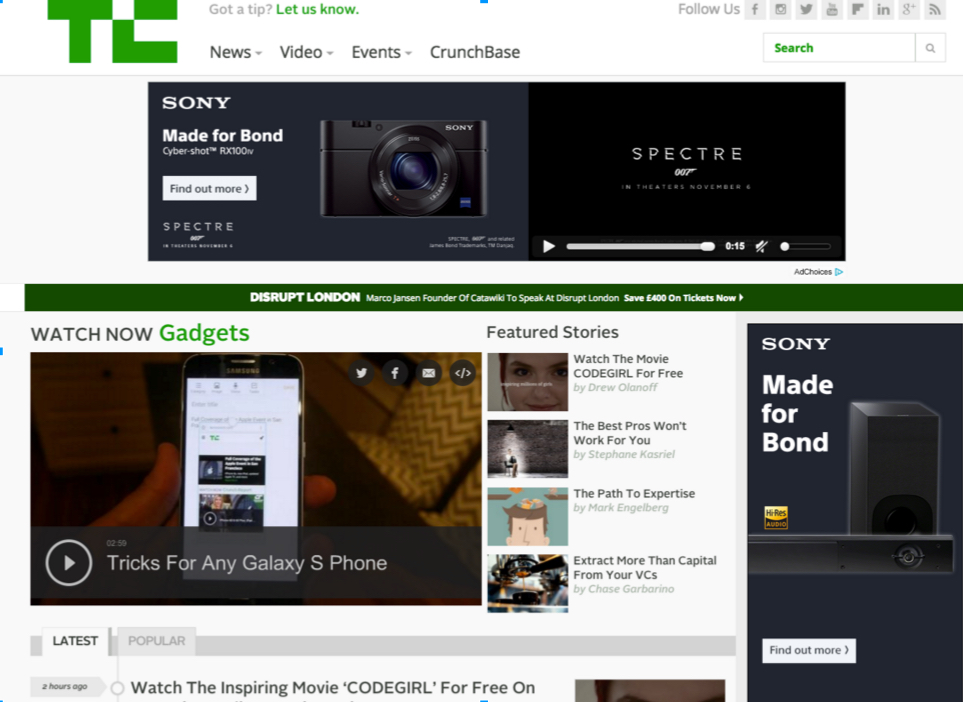 Got a tip? Let us know.
Follow Us
News Video Events CrunchBase
Search
SONY
Made for Bond
Cyber-shot™ RX100IV
Find out more ⟩
SPECTRE
007
IN THEATERS NOVEMBER 6
SONY
SPECTRE, 007 and related
James Bond Trademarks, TM Danjaq.
SPECTRE
007
IN THEATERS NOVEMBER 6
0:15
AdChoices
DISRUPT LONDON Marco Jansen Founder Of Catawiki To Speak At Disrupt London Save £400 On Tickets Now
WATCH NOW Gadgets
SAMSUNG
02:59
Tricks For Any Galaxy S Phone
Featured Stories
inspiring millions of girls.
Watch The Movie
CODEGIRL For Free
by Drew Olanoff
The Best Pros Won't
Work For You
by Stephane Kasriel
The Path To Expertise
by Mark Engelberg
Extract More Than Capital
From Your VCs
by Chase Garbarino
SONY
Made
for
Bond
Hi-Res
AUDIO
Find out more ⟩
LATEST POPULAR
2 hours ago
Watch The Inspiring Movie ‘CODEGIRL’ For Free On